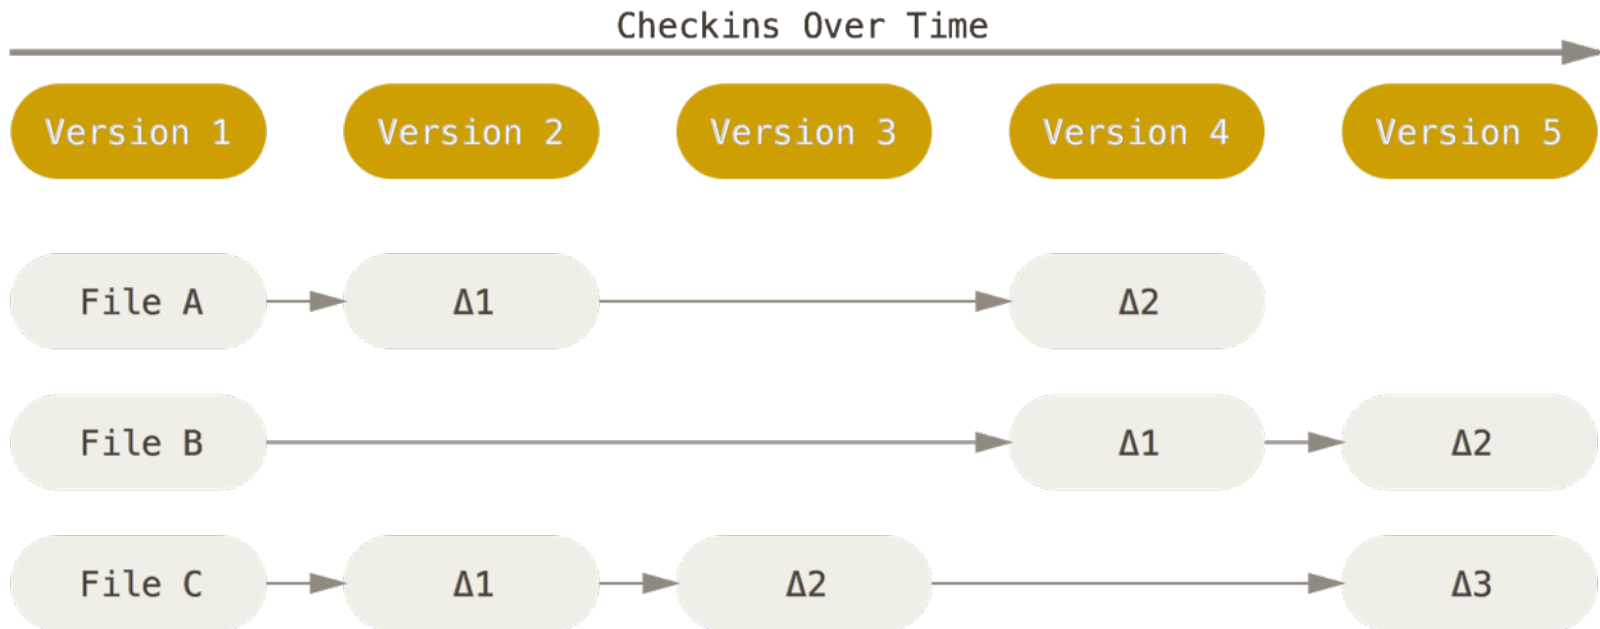 Checkins Over Time
Version 1 Version 2 Version 3 Version 4 Version 5
File A Δ1 Δ2
File B Δ1 Δ2
File C Δ1 Δ2 Δ3